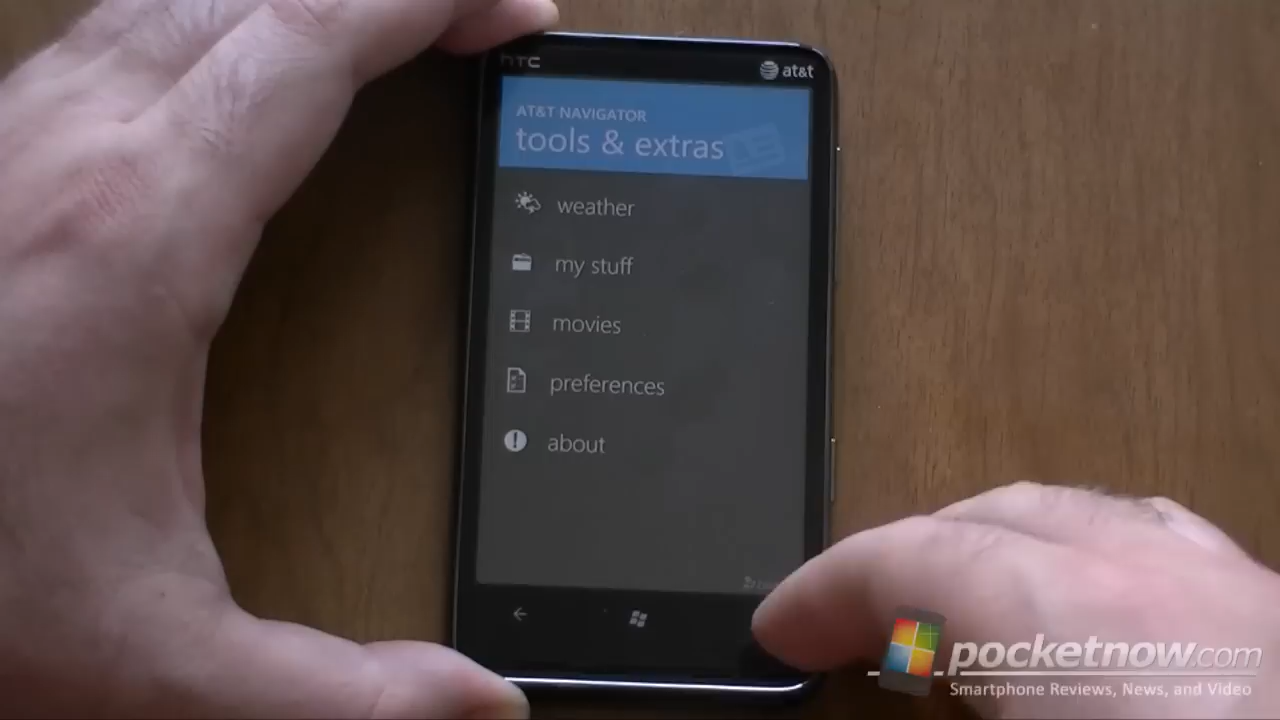 hTC
at&t
AT&T NAVIGATOR
tools & extras
weather
my stuff
movies
preferences
about
pocketnow.com
Smartphone Reviews, News, and Video